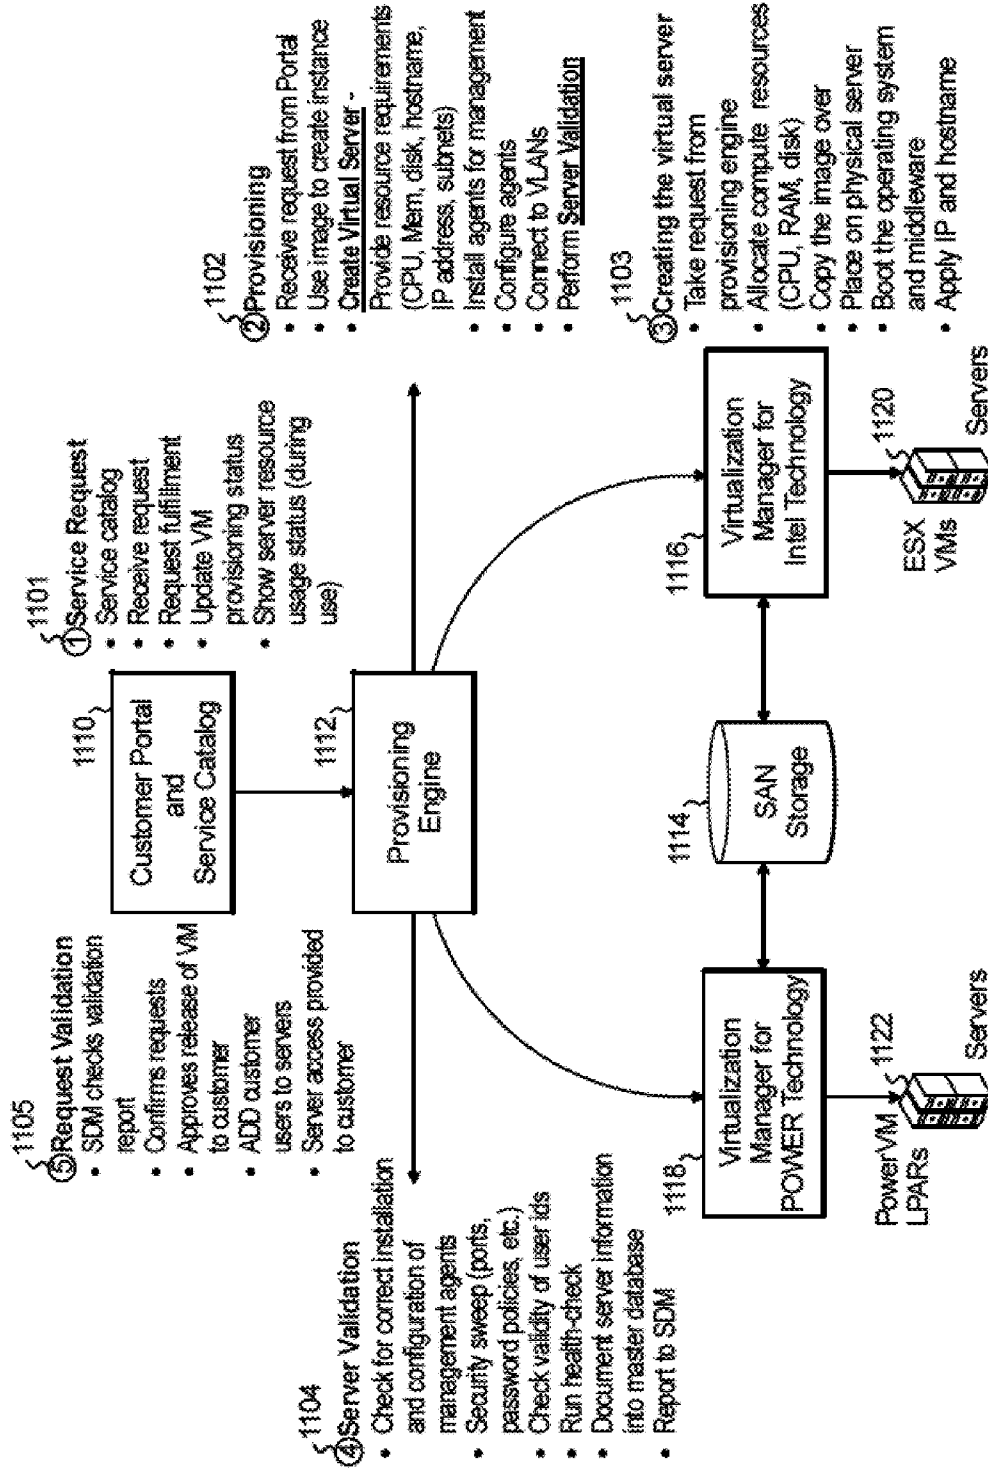 1105
⑤Request Validation
• SDM checks validation
report
• Confirms requests
• Approves release of VM
to customer
• ADD customer
users to servers
• Server access provided
to customer
1110
Customer Portal
and
Service Catalog
1101
①Service Request
• Service catalog
• Receive request
• Request fulfillment
• Update VM
provisioning status
• Show server resource
usage status (during
use)
1102
②Provisioning
• Receive request from Portal
• Use image to create instance
• Create Virtual Server -
Provide resource requirements
(CPU, Mem, disk, hostname,
IP address, subnets)
• Install agents for management
• Configure agents
• Connect to VLANs
• Perform Server Validation
1112
Provisioning
Engine
1104
④Server Validation
• Check for correct installation
and configuration of
management agents
• Security sweep (ports,
password policies, etc.)
• Check validity of user ids
• Run health-check
• Document server information
into master database
• Report to SDM
1103
③Creating the virtual server
• Take request from
provisioning engine
• Allocate compute resources
(CPU, RAM, disk)
• Copy the image over
• Place on physical server
• Boot the operating system
and middleware
• Apply IP and hostname
1118
Virtualization
Manager for
POWER Technology
1114
SAN
Storage
1116
Virtualization
Manager for
Intel Technology
PowerVM
LPARs
1122
Servers
ESX
VMs
1120
Servers